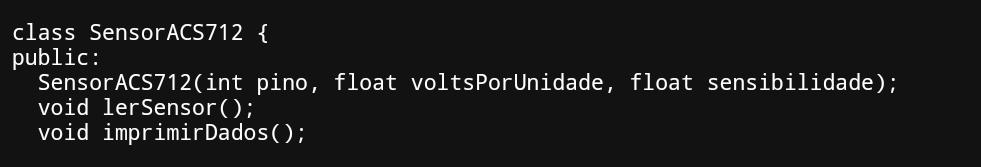 class SensorACS712 {
public:
  SensorACS712(int pino, float voltsPorUnidade, float sensibilidade);
  void lerSensor();
  void imprimirDados();